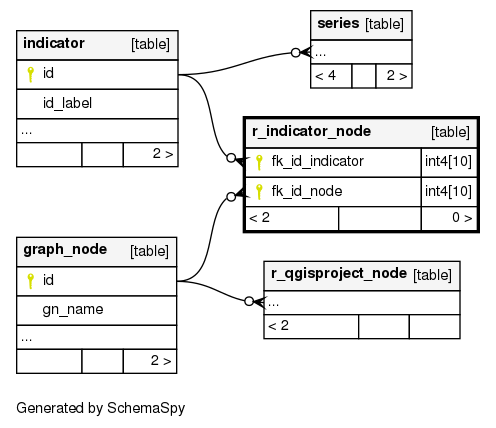 series [table]
...
< 4 2 >
indicator [table]
id
id_label
...
2 >
r_indicator_node [table]
fk_id_indicator int4[10]
fk_id_node int4[10]
< 2 0 >
graph_node [table]
id
gn_name
...
2 >
r_qgisproject_node [table]
...
< 2
Generated by SchemaSpy